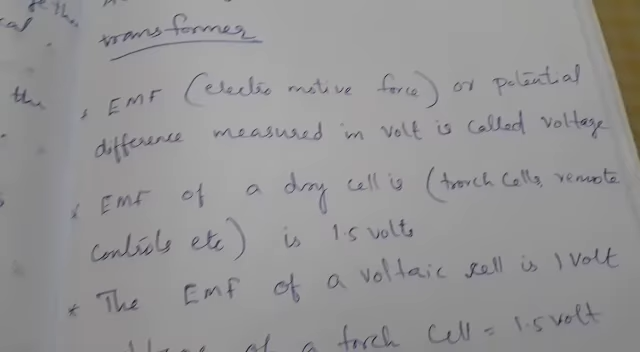 the
transformer
the
* EMF (electro motive force) or potential
difference measured in volt is called voltage
* EMF of a dry cell is (torch cells, remote
controls etc) is 1.5 volts
* The EMF of a voltaic cell is 1 volt
of a torch cell = 1.5 volt